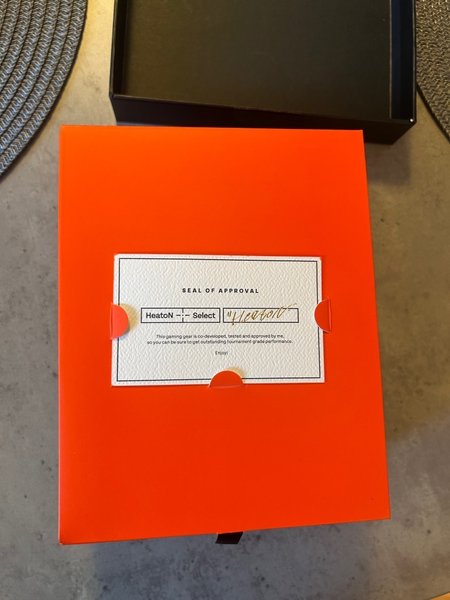 SEAL OF APPROVAL
HeatoN -¦- Select "HeatoN"
This gaming gear is co-developed, tested and approved by me,
so you can be sure to get outstanding tournament-grade performance.
Enjoy!